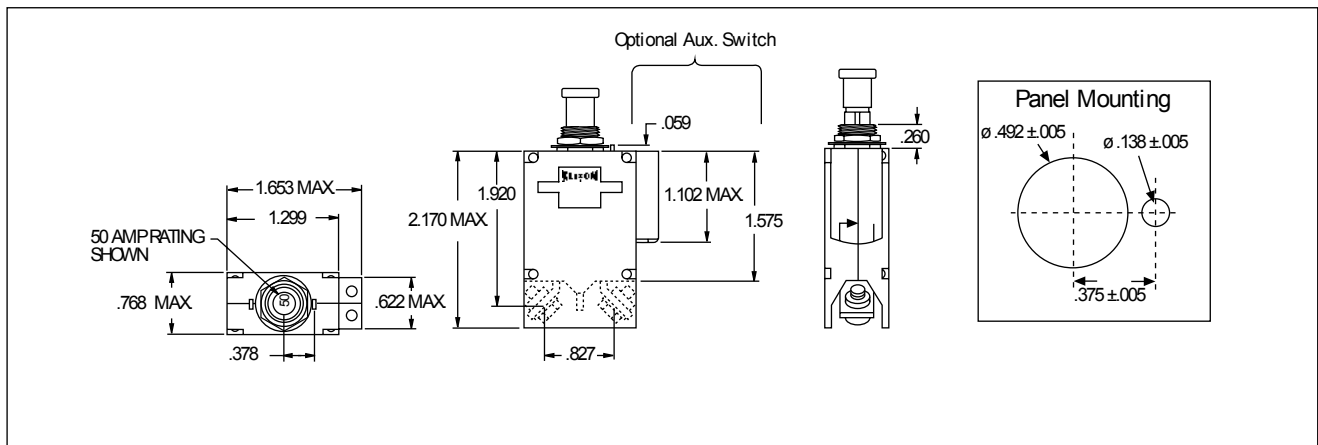 Optional Aux. Switch
.059
1.653 MAX.
1.299
50 AMP RATING
SHOWN
.768 MAX.
50
.622 MAX.
.378
KLIXON
1.920
2.170 MAX.
1.102 MAX.
1.575
.827
.260
Panel Mounting
ø .492 ±.005
ø .138 ±.005
.375 ±.005